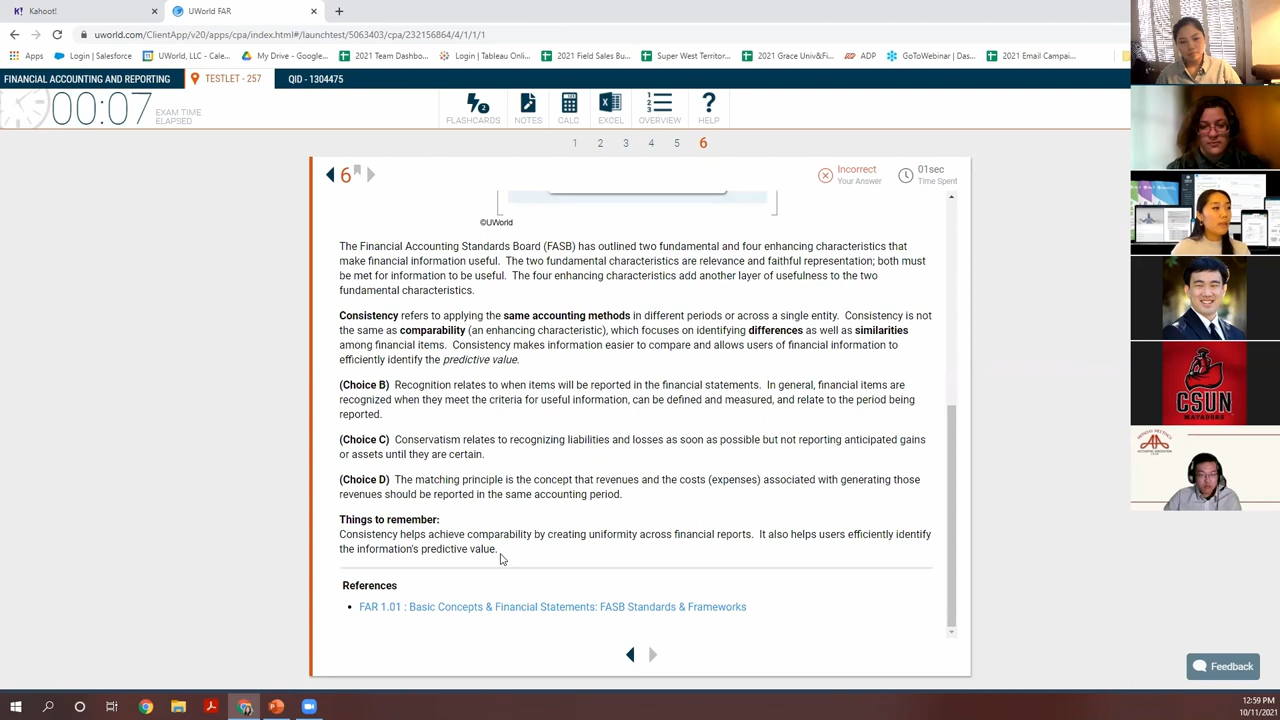 Kahoot!
UWorld FAR
uworld.com/ClientApp/v20/apps/cpa/index.html#/launchtest/5063403/cpa/232156864/4/1/1/1
Apps
Login | Salesforce
UWorld, LLC - Cale...
My Drive - Google...
2021 Team Dashbo...
Login | Tableau Onli...
2021 Field Sales Bu...
Super West Territor...
2021 Grace Univ&Fi...
ADP
GoToWebinar | Das...
2021 Email Campai...
FINANCIAL ACCOUNTING AND REPORTING
TESTLET - 257
QID - 1304475
00:07
EXAM TIME
ELAPSED
FLASHCARDS
NOTES
CALC
EXCEL
OVERVIEW
HELP
1 2 3 4 5 6
6
Incorrect
Your Answer
01sec
Time Spent
©UWorld
The Financial Accounting Standards Board (FASB) has outlined two fundamental and four enhancing characteristics that
make financial information useful. The two fundamental characteristics are relevance and faithful representation; both must
be met for information to be useful. The four enhancing characteristics add another layer of usefulness to the two
fundamental characteristics.
Consistency refers to applying the same accounting methods in different periods or across a single entity. Consistency is not
the same as comparability (an enhancing characteristic), which focuses on identifying differences as well as similarities
among financial items. Consistency makes information easier to compare and allows users of financial information to
efficiently identify the predictive value.
(Choice B) Recognition relates to when items will be reported in the financial statements. In general, financial items are
recognized when they meet the criteria for useful information, can be defined and measured, and relate to the period being
reported.
(Choice C) Conservatism relates to recognizing liabilities and losses as soon as possible but not reporting anticipated gains
or assets until they are certain.
(Choice D) The matching principle is the concept that revenues and the costs (expenses) associated with generating those
revenues should be reported in the same accounting period.
Things to remember:
Consistency helps achieve comparability by creating uniformity across financial reports. It also helps users efficiently identify
the information's predictive value.
References
FAR 1.01 : Basic Concepts & Financial Statements: FASB Standards & Frameworks
Feedback
CSUN
MATADORS
12:59 PM
10/11/2021